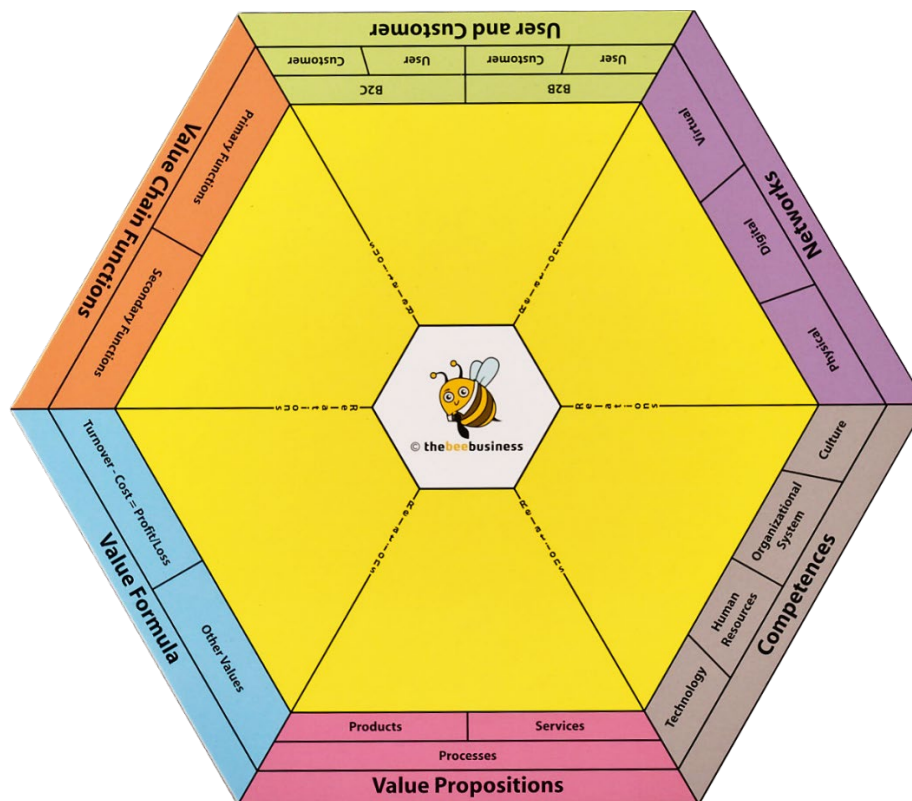 User and Customer
User
Customer
User
Customer
B2B
B2C
Networks
Virtual
Digital
Physical
Competences
Culture
Organizational
System
Human
Resources
Technology
Value Propositions
Processes
Products
Services
Value Formula
Turnover - Cost = Profit/Loss
Other Values
Value Chain Functions
Primary Functions
Secondary Functions
Relations
Relations
Relations
Relations
Relations
Relations
© thebeebusiness